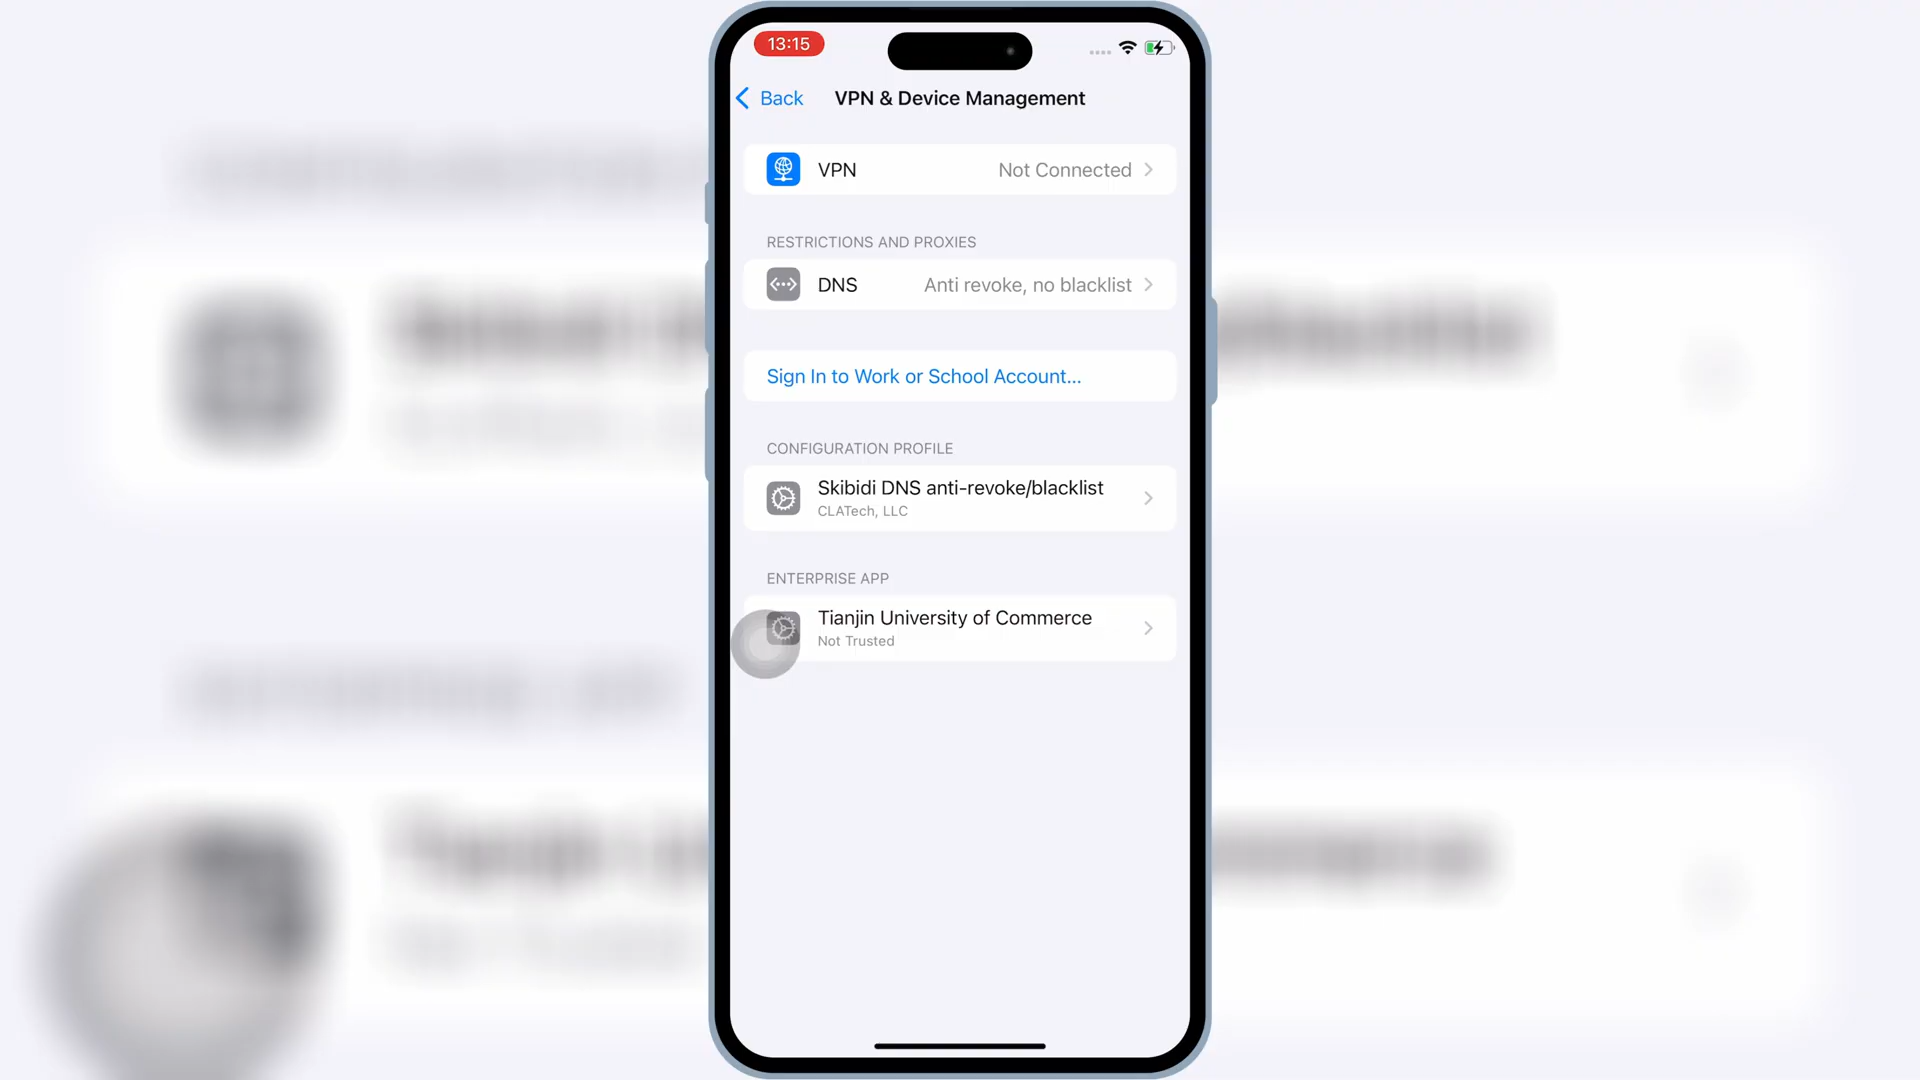 13:15
Back
VPN & Device Management
VPN
Not Connected
RESTRICTIONS AND PROXIES
DNS
Anti revoke, no blacklist
Sign In to Work or School Account...
CONFIGURATION PROFILE
Skibidi DNS anti-revoke/blacklist
CLATech, LLC
ENTERPRISE APP
Tianjin University of Commerce
Not Trusted